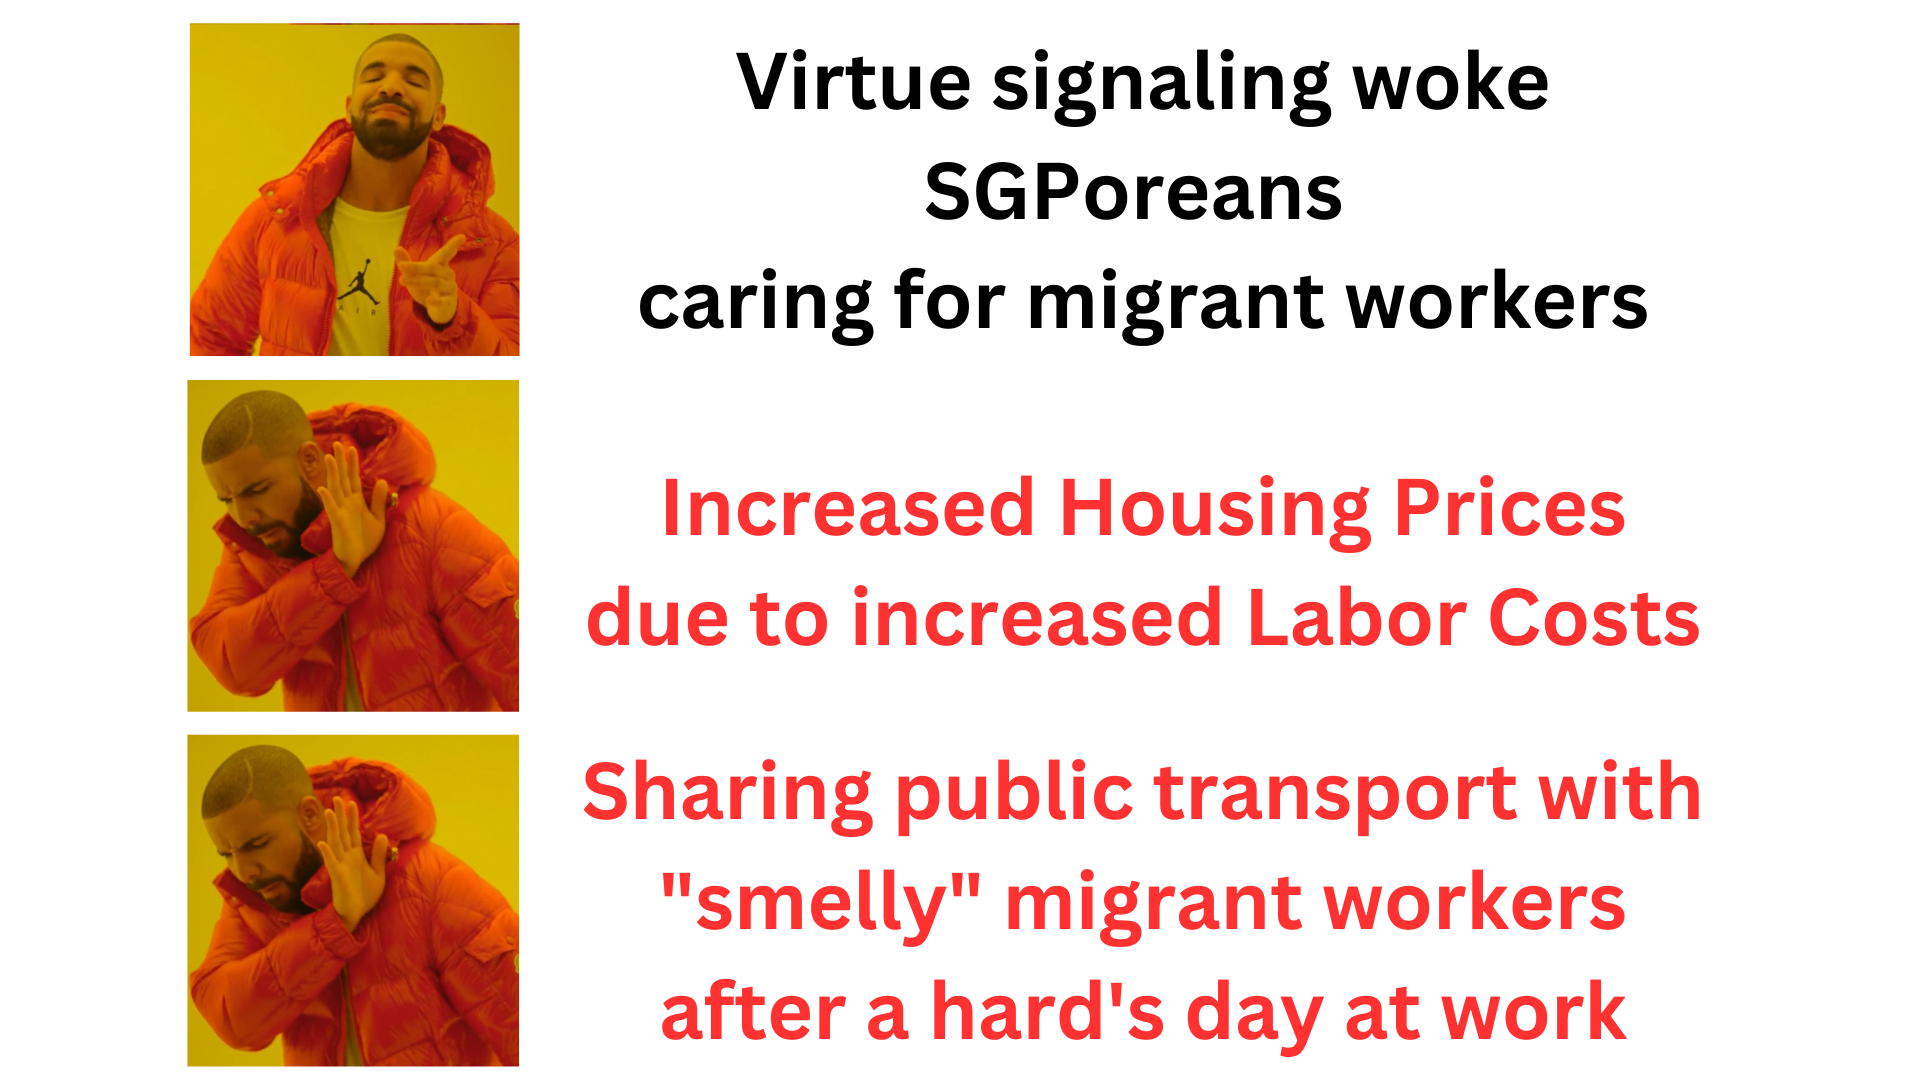 Virtue signaling woke
SGPoreans
caring for migrant workers
AIR
Increased Housing Prices
due to increased Labor Costs
Sharing public transport with
"smelly" migrant workers
after a hard's day at work